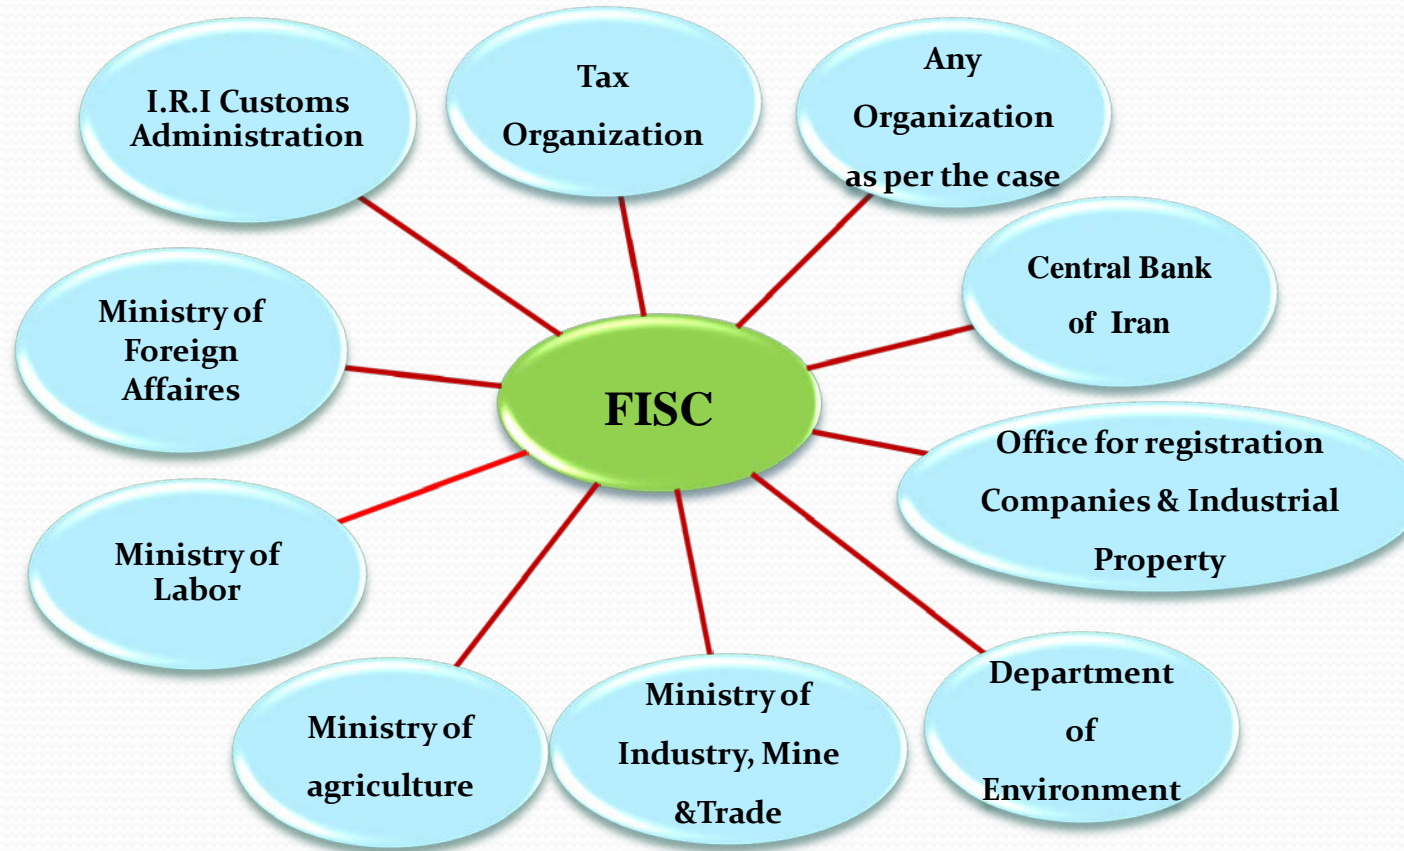 I.R.I Customs
Administration
Tax
Organization
Any
Organization
as per the case
Ministry of
Foreign
Affaires
Central Bank
of Iran
FISC
Office for registration
Companies & Industrial
Property
Ministry of
Labor
Ministry of
agriculture
Ministry of
Industry, Mine
&Trade
Department
of
Environment